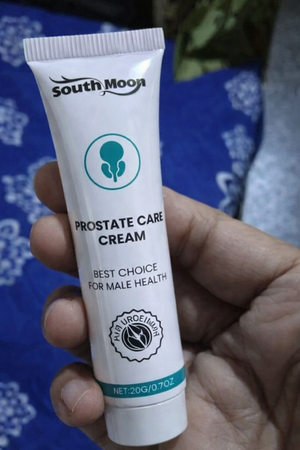 South Moon
PROSTATE CARE
CREAM
BEST CHOICE
FOR MALE HEALTH
NET:20G/0.7OZ